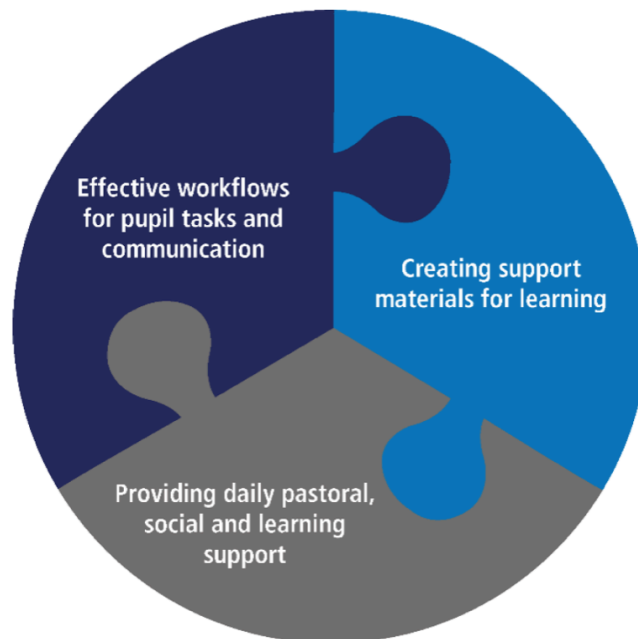 Effective workflows
for pupil tasks and
communication
Creating support
materials for learning
Providing daily pastoral,
social and learning
support